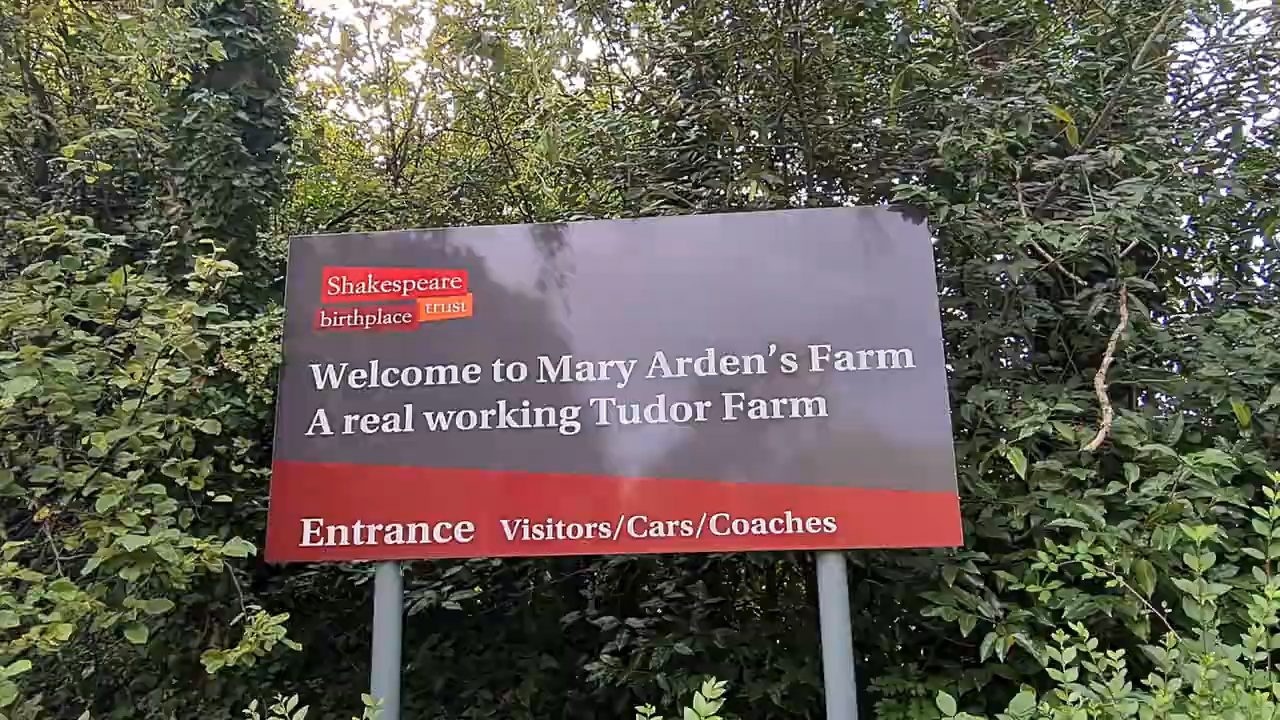 Shakespeare
birthplace trust
Welcome to Mary Arden's Farm
A real working Tudor Farm
Entrance Visitors/Cars/Coaches